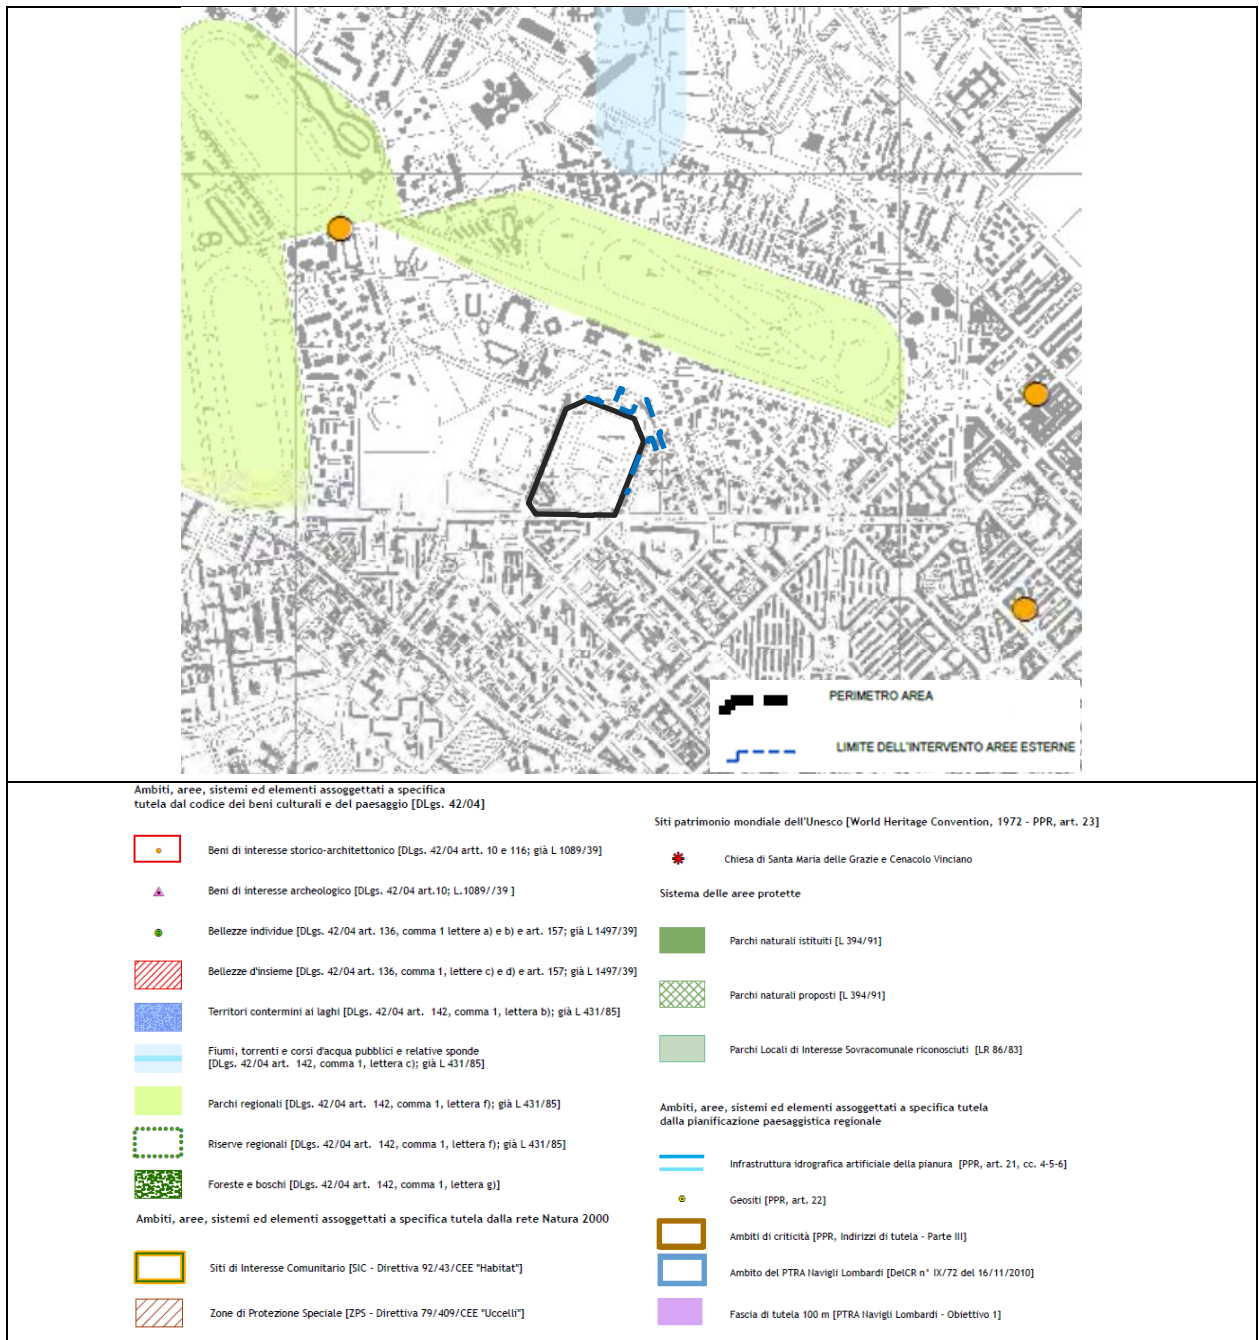 PERIMETRO AREA
LIMITE DELL'INTERVENTO AREE ESTERNE
Ambiti, aree, sistemi ed elementi assoggettati a specifica
tutela dal codice dei beni culturali e del paesaggio [DLgs. 42/04]
Beni di interesse storico-architettonico [DLgs. 42/04 artt. 10 e 116; già L 1089/39]
Beni di interesse archeologico [DLgs. 42/04 art.10; L.1089//39 ]
Bellezze individue [DLgs. 42/04 art. 136, comma 1 lettere a) e b) e art. 157; già L 1497/39]
Bellezze d'insieme [DLgs. 42/04 art. 136, comma 1, lettere c) e d) e art. 157; già L 1497/39]
Territori contermini ai laghi [DLgs. 42/04 art. 142, comma 1, lettera b); già L 431/85]
Fiumi, torrenti e corsi d'acqua pubblici e relative sponde
[DLgs. 42/04 art. 142, comma 1, lettera c); già L 431/85]
Parchi regionali [DLgs. 42/04 art. 142, comma 1, lettera f); già L 431/85]
Riserve regionali [DLgs. 42/04 art. 142, comma 1, lettera f); già L 431/85]
Foreste e boschi [DLgs. 42/04 art. 142, comma 1, lettera g)]
Ambiti, aree, sistemi ed elementi assoggettati a specifica tutela dalla rete Natura 2000
Siti di Interesse Comunitario [SIC - Direttiva 92/43/CEE "Habitat"]
Zone di Protezione Speciale [ZPS - Direttiva 79/409/CEE "Uccelli"]
Siti patrimonio mondiale dell'Unesco [World Heritage Convention, 1972 - PPR, art. 23]
Chiesa di Santa Maria delle Grazie e Cenacolo Vinciano
Sistema delle aree protette
Parchi naturali istituiti [L 394/91]
Parchi naturali proposti [L 394/91]
Parchi Locali di Interesse Sovracomunale riconosciuti [LR 86/83]
Ambiti, aree, sistemi ed elementi assoggettati a specifica tutela
dalla pianificazione paesaggistica regionale
Infrastruttura idrografica artificiale della pianura [PPR, art. 21, cc. 4-5-6]
Geositi [PPR, art. 22]
Ambiti di criticità [PPR, Indirizzi di tutela - Parte III]
Ambito del PTRA Navigli Lombardi [DelCR n° IX/72 del 16/11/2010]
Fascia di tutela 100 m [PTRA Navigli Lombardi - Obiettivo 1]